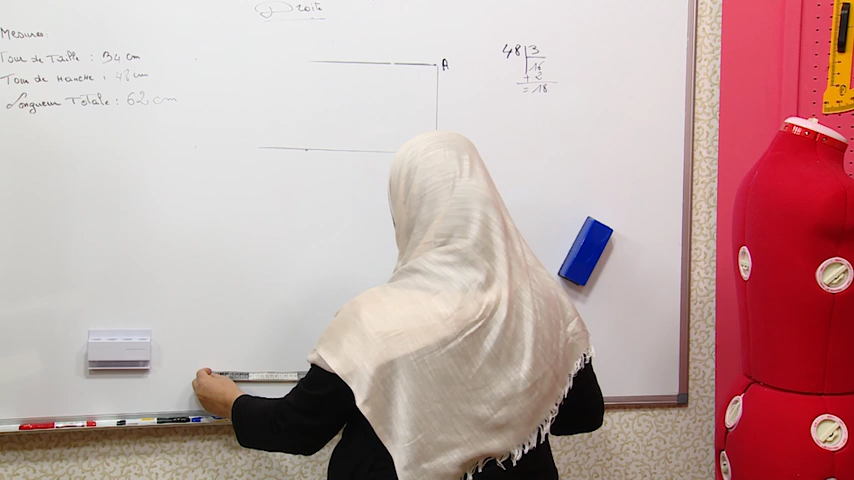 Droite
Mesures
Tour de Taille : 34 cm
Tour de manche : 48 cm
Longueur Totale : 62 cm
A
48 3
16
+ 2
= 18